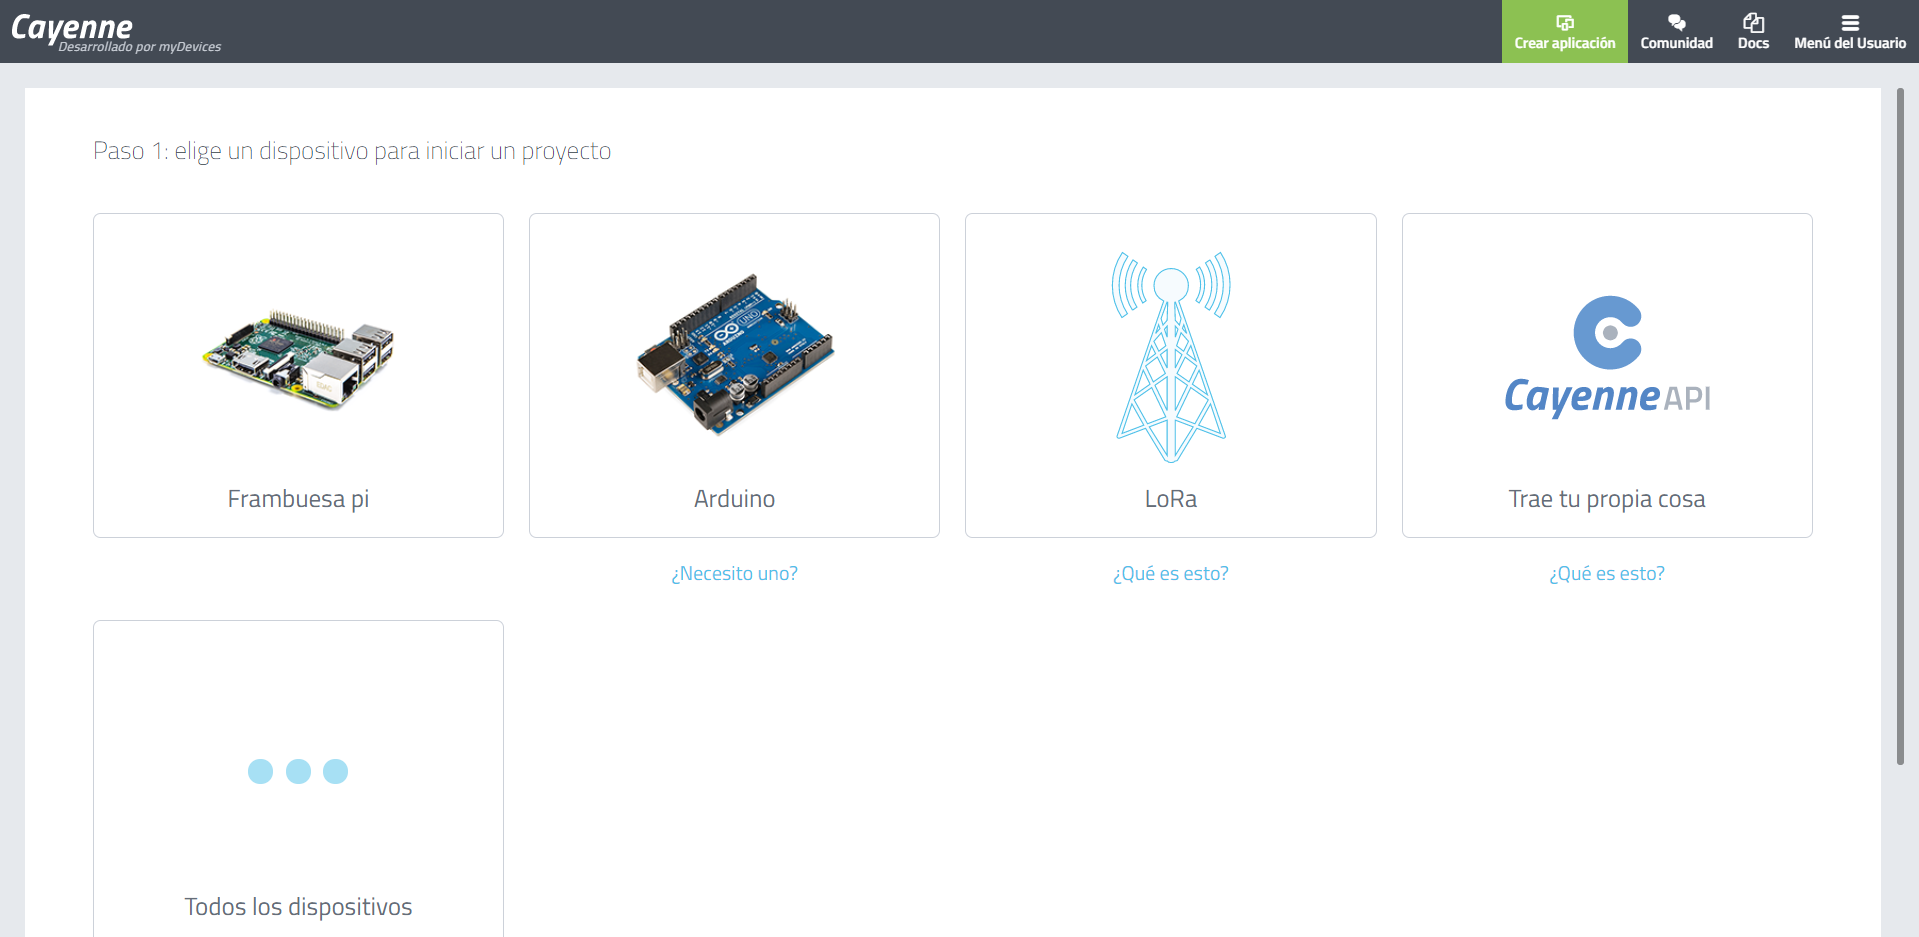 Cayenne
Desarrollado por myDevices
Crear aplicación
Comunidad
Docs
Menú del Usuario
Paso 1: elige un dispositivo para iniciar un proyecto
Frambuesa pi
UNO
ARDUINO
Arduino
LoRa
Cayenne API
Trae tu propia cosa
¿Necesito uno?
¿Qué es esto?
¿Qué es esto?
Todos los dispositivos